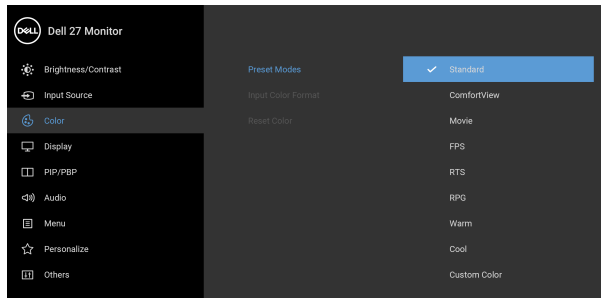 DELL Dell 27 Monitor
Brightness/Contrast Preset Modes Standard
Input Source Input Color Format ComfortView
Color Reset Color Movie
Display FPS
PIP/PBP RTS
Audio RPG
Menu Warm
Personalize Cool
Others Custom Color